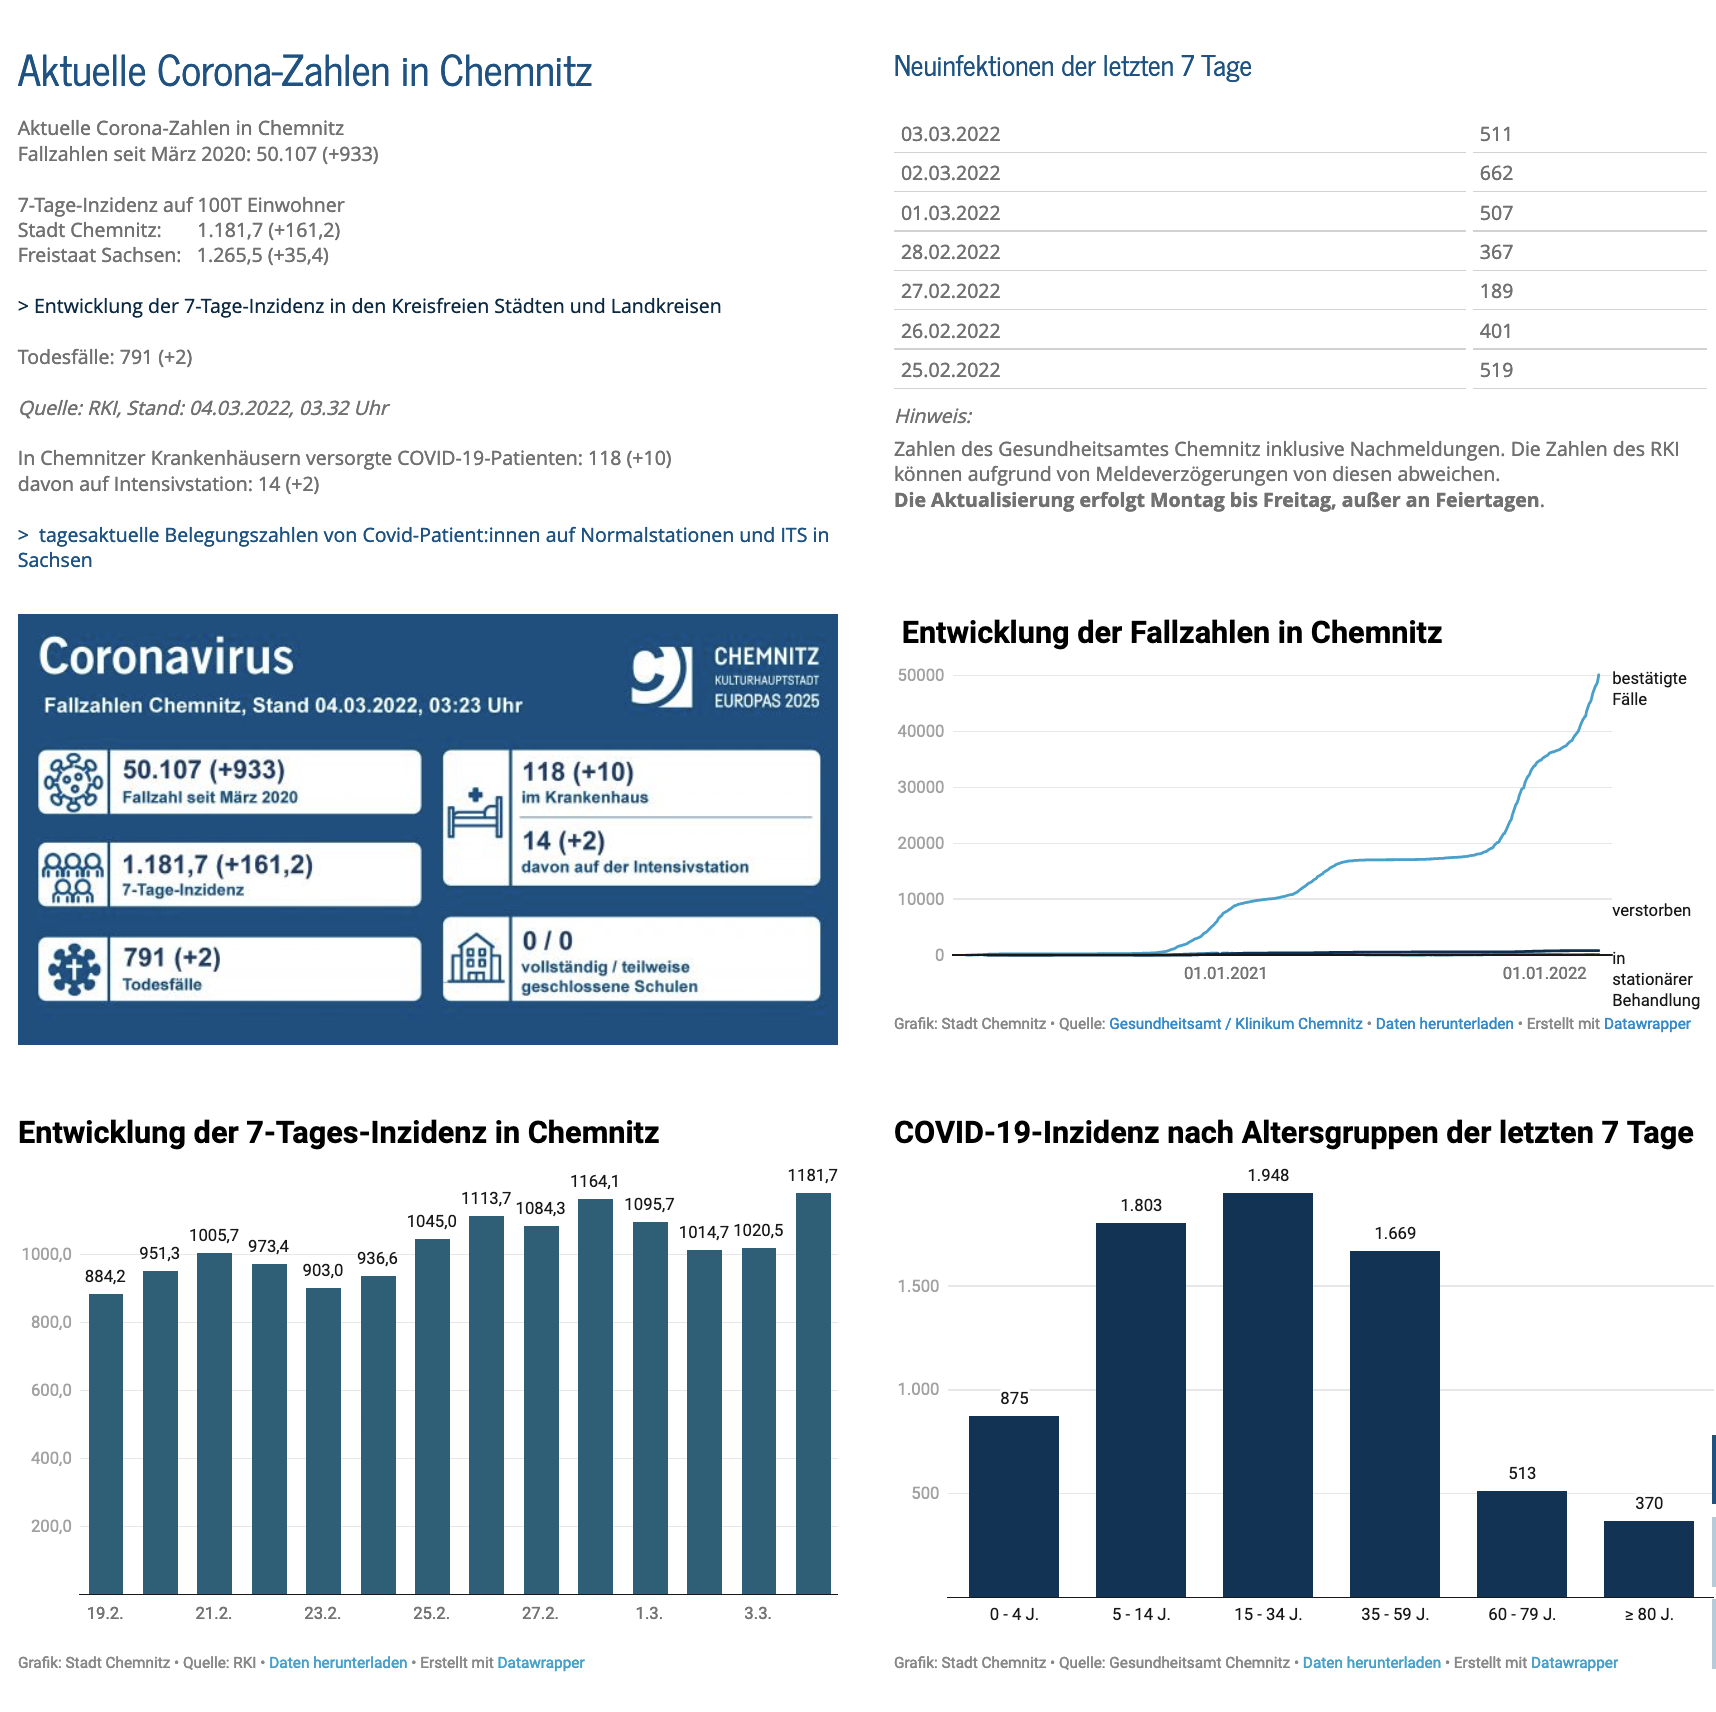 Aktuelle Corona-Zahlen in Chemnitz
Aktuelle Corona-Zahlen in Chemnitz
Fallzahlen seit März 2020: 50.107 (+933)
7-Tage-Inzidenz auf 100T Einwohner
Stadt Chemnitz: 1.181,7 (+161,2)
Freistaat Sachsen: 1.265,5 (+35,4)
> Entwicklung der 7-Tage-Inzidenz in den Kreisfreien Städten und Landkreisen
Todesfälle: 791 (+2)
Quelle: RKI, Stand: 04.03.2022, 03.32 Uhr
In Chemnitzer Krankenhäusern versorgte COVID-19-Patienten: 118 (+10)
davon auf Intensivstation: 14 (+2)
> tagesaktuelle Belegungszahlen von Covid-Patient:innen auf Normalstationen und ITS in
Sachsen
Neuinfektionen der letzten 7 Tage
03.03.2022 511
02.03.2022 662
01.03.2022 507
28.02.2022 367
27.02.2022 189
26.02.2022 401
25.02.2022 519
Hinweis:
Zahlen des Gesundheitsamtes Chemnitz inklusive Nachmeldungen. Die Zahlen des RKI
können aufgrund von Meldeverzögerungen von diesen abweichen.
Die Aktualisierung erfolgt Montag bis Freitag, außer an Feiertagen.
Coronavirus
Fallzahlen Chemnitz, Stand 04.03.2022, 03:23 Uhr
CHEMNITZ
KULTURHAUPTSTADT
EUROPAS 2025
50.107 (+933)
Fallzahl seit März 2020
1.181,7 (+161,2)
7-Tage-Inzidenz
791 (+2)
Todesfälle
118 (+10)
im Krankenhaus
14 (+2)
davon auf der Intensivstation
0 / 0
vollständig / teilweise
geschlossene Schulen
Entwicklung der Fallzahlen in Chemnitz
50000
40000
30000
20000
10000
0
bestätigte
Fälle
verstorben
in
stationärer
Behandlung
01.01.2021 01.01.2022
Grafik: Stadt Chemnitz • Quelle: Gesundheitsamt / Klinikum Chemnitz • Daten herunterladen • Erstellt mit Datawrapper
Entwicklung der 7-Tages-Inzidenz in Chemnitz
1000,0
800,0
600,0
400,0
200,0
884,2 951,3 1005,7 973,4 903,0 936,6 1045,0 1113,7 1084,3 1164,1 1095,7 1014,7 1020,5 1181,7
19.2. 21.2. 23.2. 25.2. 27.2. 1.3. 3.3.
Grafik: Stadt Chemnitz • Quelle: RKI • Daten herunterladen • Erstellt mit Datawrapper
COVID-19-Inzidenz nach Altersgruppen der letzten 7 Tage
1.500
1.000
500
875 1.803 1.948 1.669 513 370
0 - 4 J. 5 - 14 J. 15 - 34 J. 35 - 59 J. 60 - 79 J. ≥ 80 J.
Grafik: Stadt Chemnitz • Quelle: Gesundheitsamt Chemnitz • Daten herunterladen • Erstellt mit Datawrapper